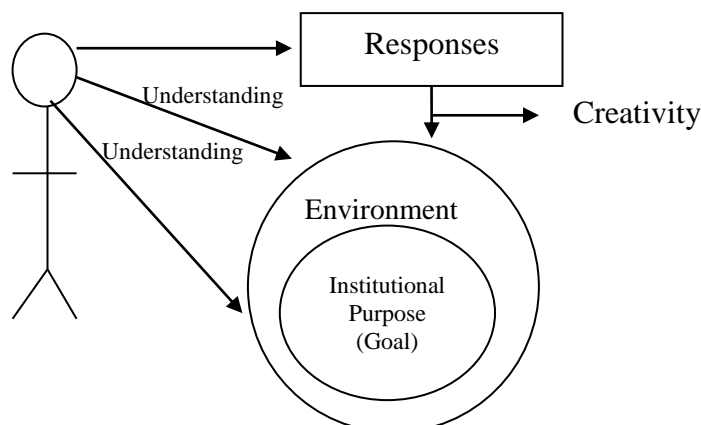 Responses
Understanding
Creativity
Understanding
Environment
Institutional
Purpose
(Goal)